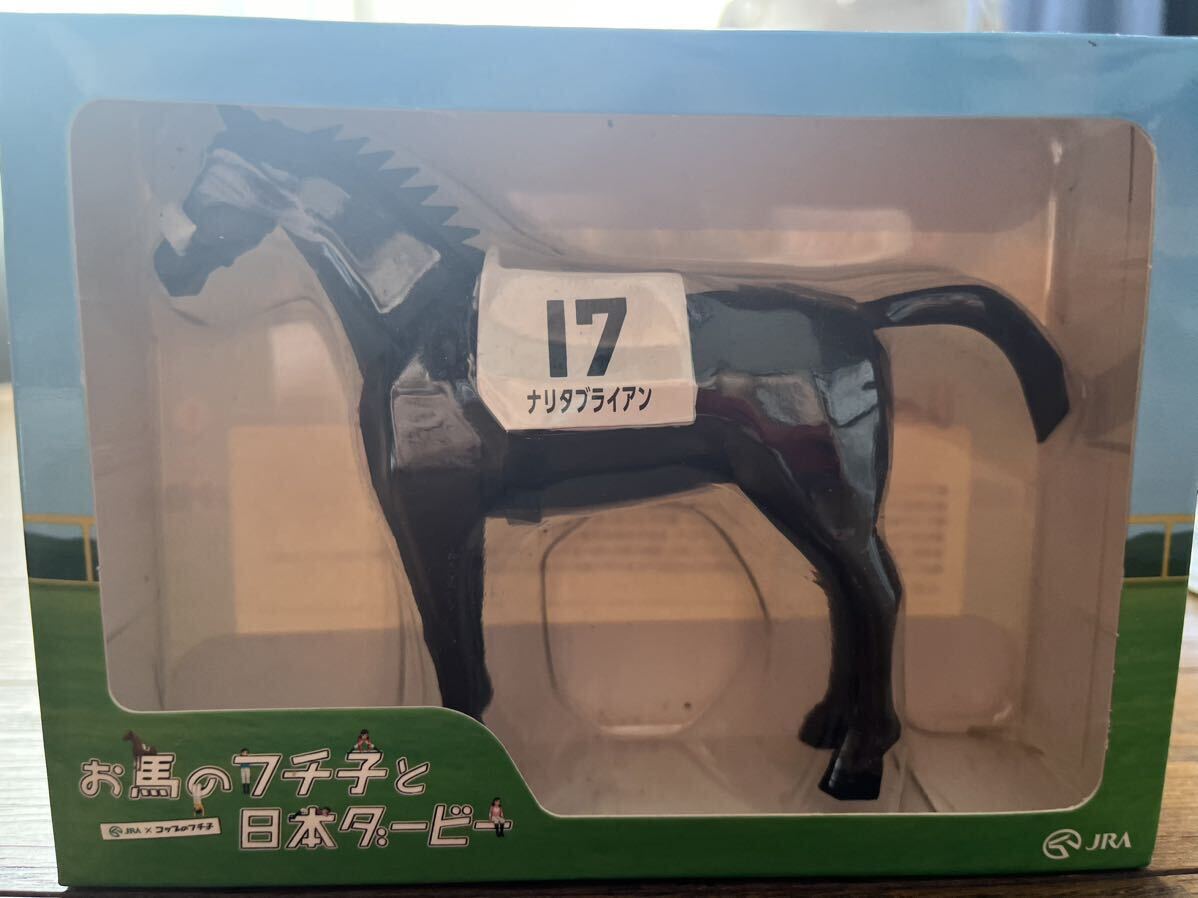 17
ナリタブライアン
お馬のフチ子と
日本ダービー
JRA × コップのフチ子
JRA